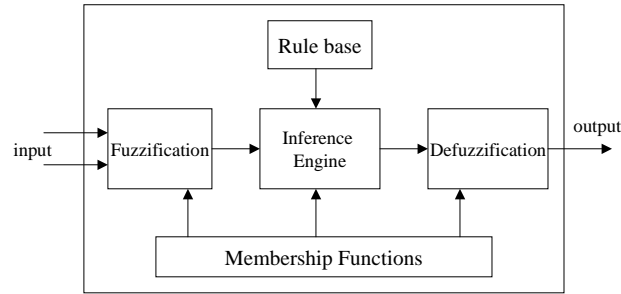 Rule base
input
Fuzzification
Inference
Engine
Defuzzification
output
Membership Functions